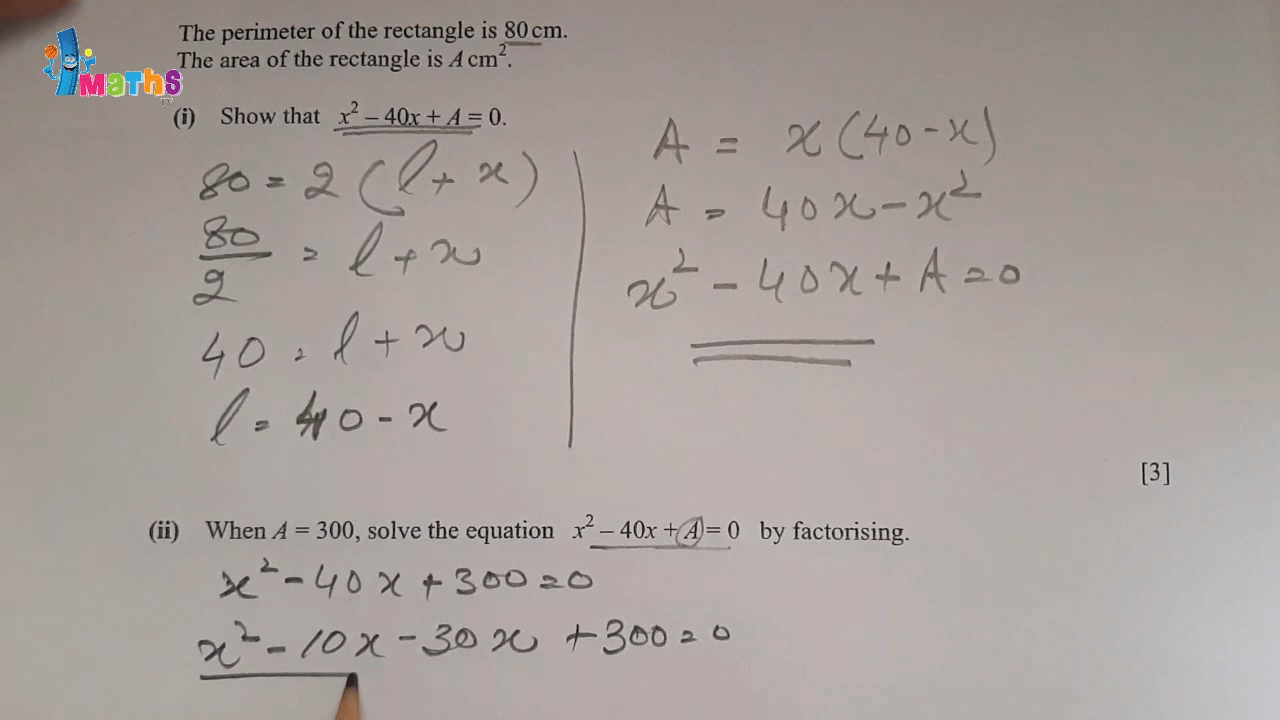 The perimeter of the rectangle is 80 cm.
The area of the rectangle is A cm².
1 Maths
TV
(i) Show that x² – 40x + A = 0.
80 = 2 (l + x)
80/2 = l + x
40 = l + x
l = 40 - x
A = x(40 - x)
A = 40x - x²
x² - 40x + A = 0
[3]
(ii) When A = 300, solve the equation x² – 40x + A = 0 by factorising.
x² - 40x + 300 = 0
x² - 10x - 30x + 300 = 0